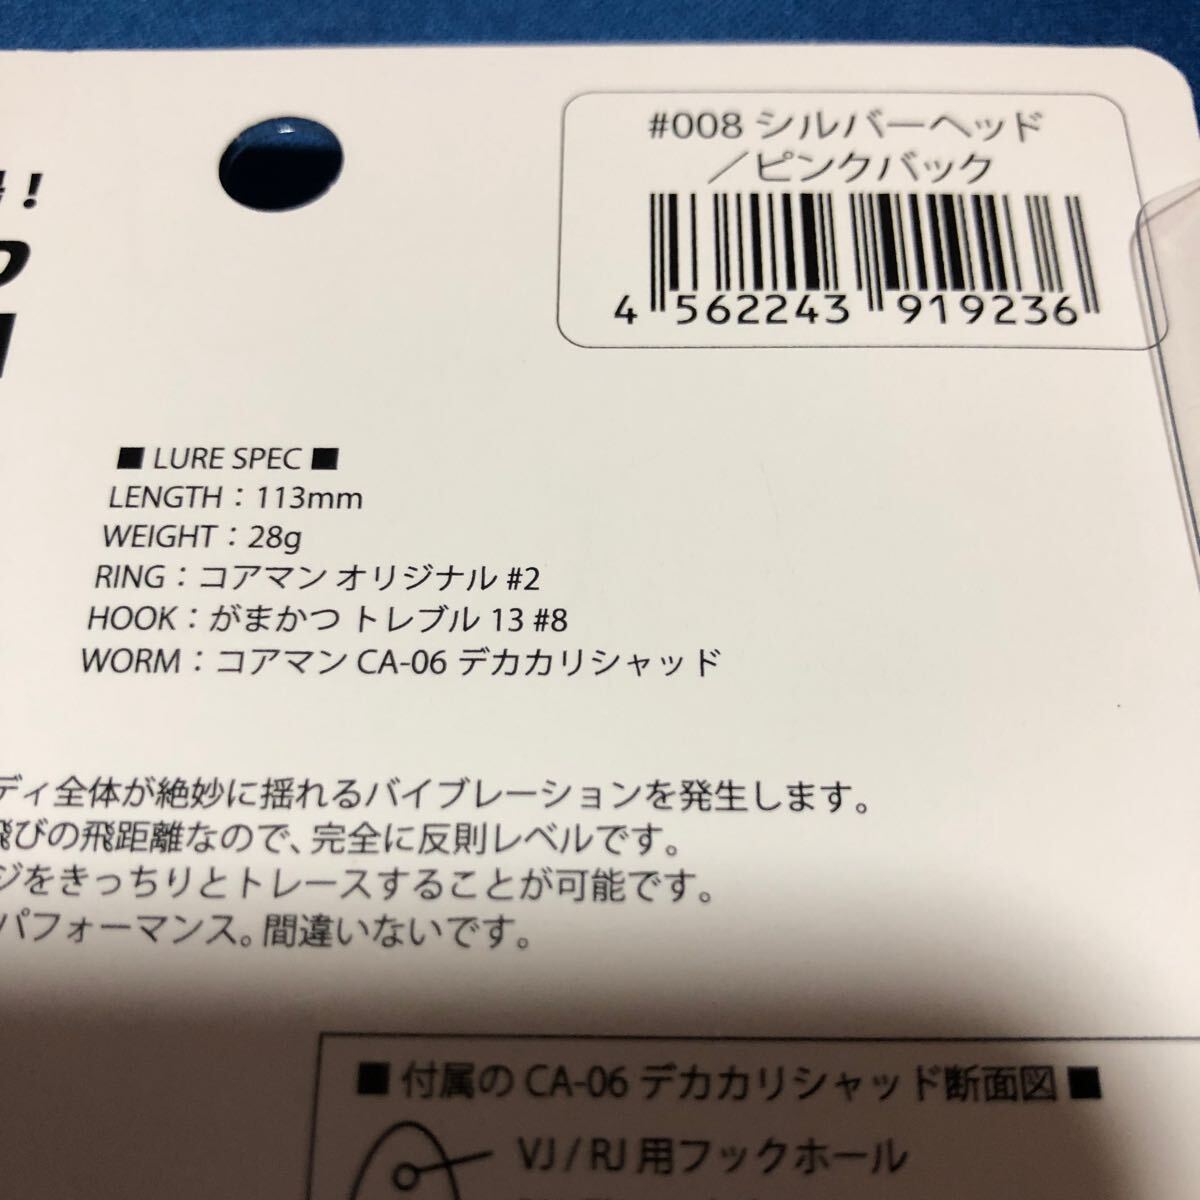 #008 シルバーヘッド
／ピンクバック
4 562243 919236
!
■ LURE SPEC ■
LENGTH：113mm
WEIGHT：28g
RING：コアマン オリジナル #2
HOOK：がまかつ トレブル 13 #8
WORM：コアマン CA-06 デカカリシャッド
ディ全体が絶妙に揺れるバイブレーションを発生します。
飛びの飛距離なので、完全に反則レベルです。
ジをきっちりとトレースすることが可能です。
パフォーマンス。間違いないです。
■ 付属の CA-06 デカカリシャッド断面図 ■
VJ / RJ 用フックホール